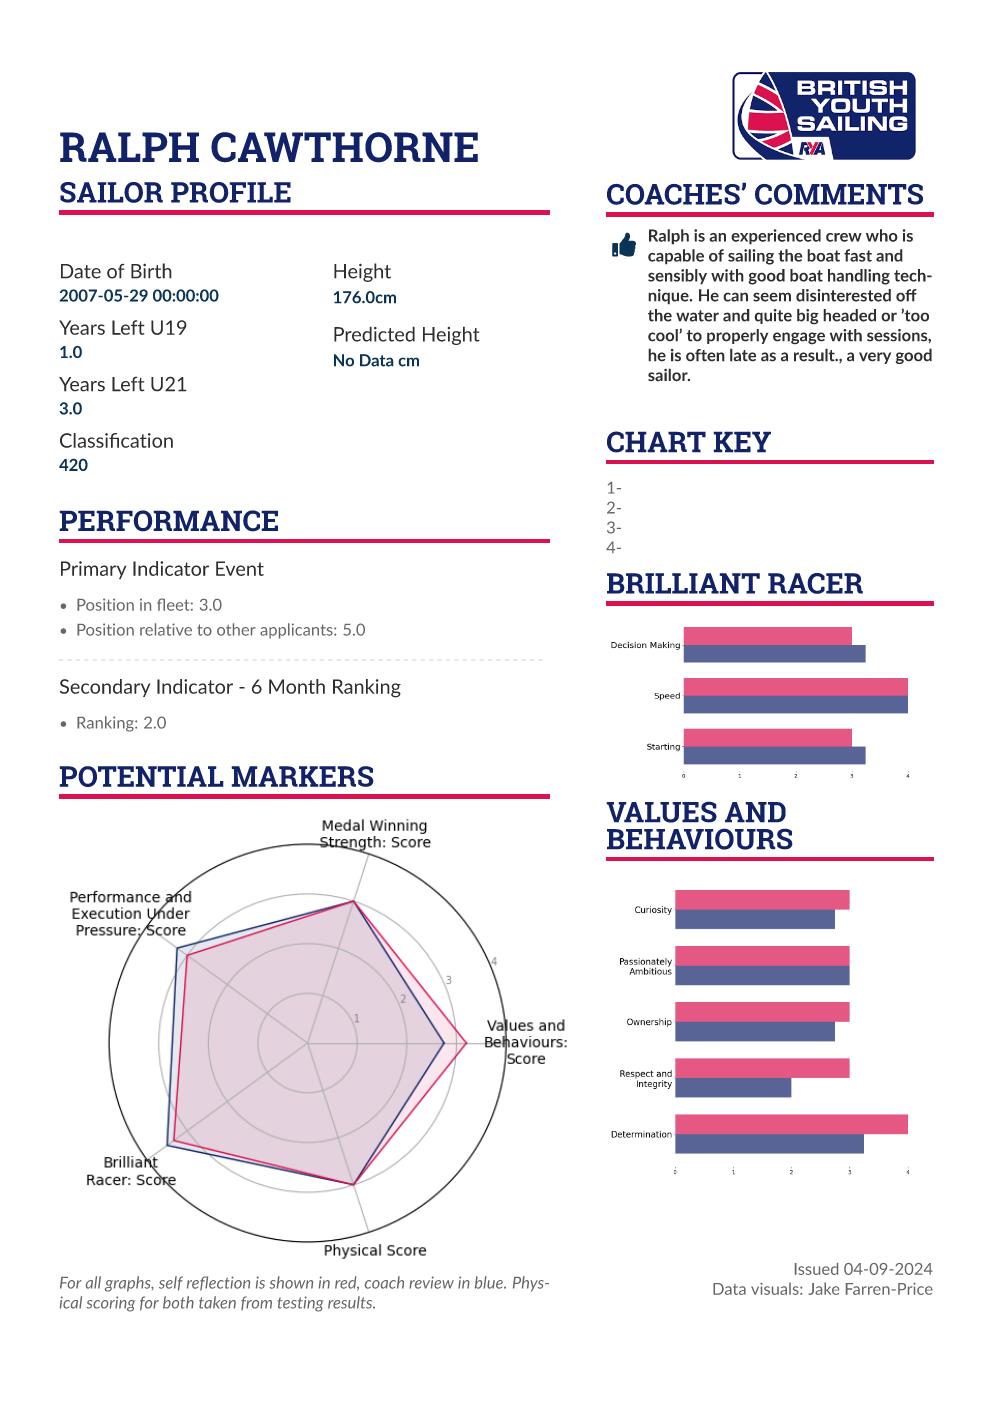 BRITISH
YOUTH
SAILING
RYA
RALPH CAWTHORNE
SAILOR PROFILE
Date of Birth
2007-05-29 00:00:00
Years Left U19
1.0
Years Left U21
3.0
Classification
420
Height
176.0cm
Predicted Height
No Data cm
PERFORMANCE
Primary Indicator Event
• Position in fleet: 3.0
• Position relative to other applicants: 5.0
Secondary Indicator - 6 Month Ranking
• Ranking: 2.0
POTENTIAL MARKERS
Medal Winning
Strength: Score
Performance and
Execution Under
Pressure: Score
4
3
2
1
Values and
Behaviours:
Score
Brilliant
Racer: Score
Physical Score
For all graphs, self reflection is shown in red, coach review in blue. Phys-
ical scoring for both taken from testing results.
COACHES’ COMMENTS
Ralph is an experienced crew who is
capable of sailing the boat fast and
sensibly with good boat handling tech-
nique. He can seem disinterested off
the water and quite big headed or ’too
cool’ to properly engage with sessions,
he is often late as a result., a very good
sailor.
CHART KEY
1-
2-
3-
4-
BRILLIANT RACER
Decision Making
Speed
Starting
0 1 2 3 4
VALUES AND
BEHAVIOURS
Curiosity
Passionately
Ambitious
Ownership
Respect and
Integrity
Determination
0 1 2 3 4
Issued 04-09-2024
Data visuals: Jake Farren-Price